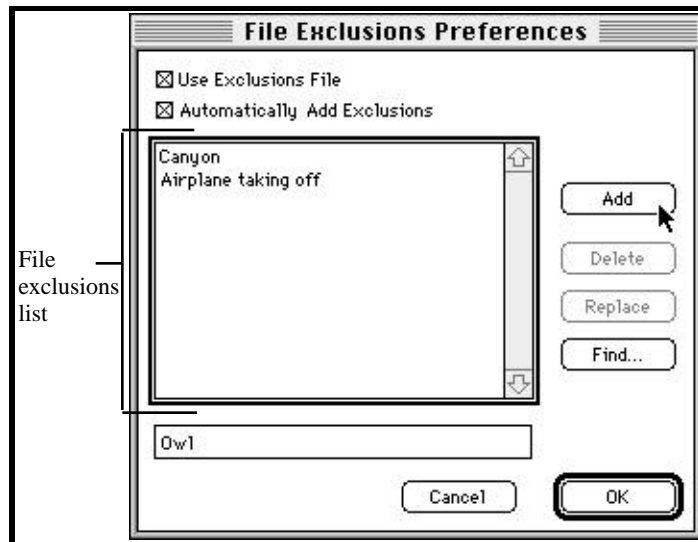 File Exclusions Preferences
Use Exclusions File
Automatically Add Exclusions
Canyon
Airplane taking off
File
exclusions
list
Add
Delete
Replace
Find...
Owl
Cancel
OK